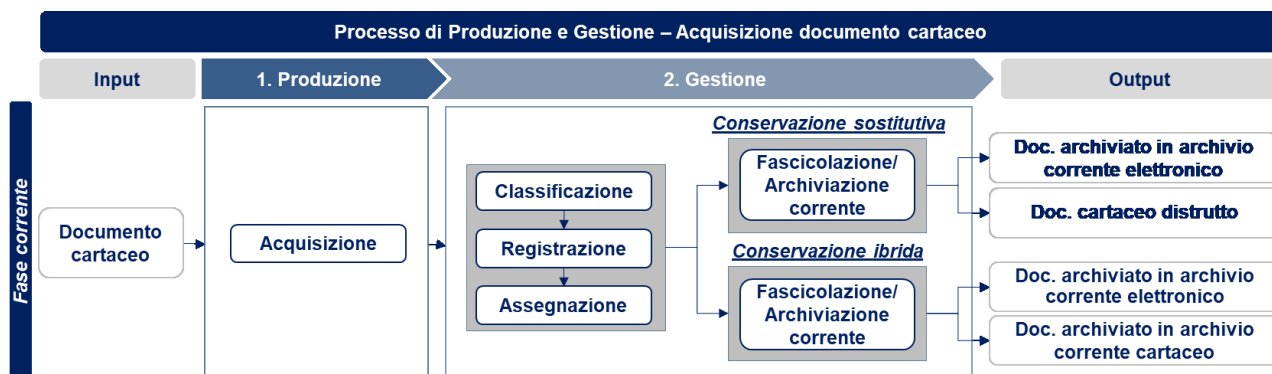 Processo di Produzione e Gestione – Acquisizione documento cartaceo
Input
1. Produzione
2. Gestione
Output
Fase corrente
Documento
cartaceo
Acquisizione
Classificazione
Registrazione
Assegnazione
Conservazione sostitutiva
Fascicolazione/
Archiviazione
corrente
Conservazione ibrida
Fascicolazione/
Archiviazione
corrente
Doc. archiviato in archivio
corrente elettronico
Doc. cartaceo distrutto
Doc. archiviato in archivio
corrente elettronico
Doc. archiviato in archivio
corrente cartaceo